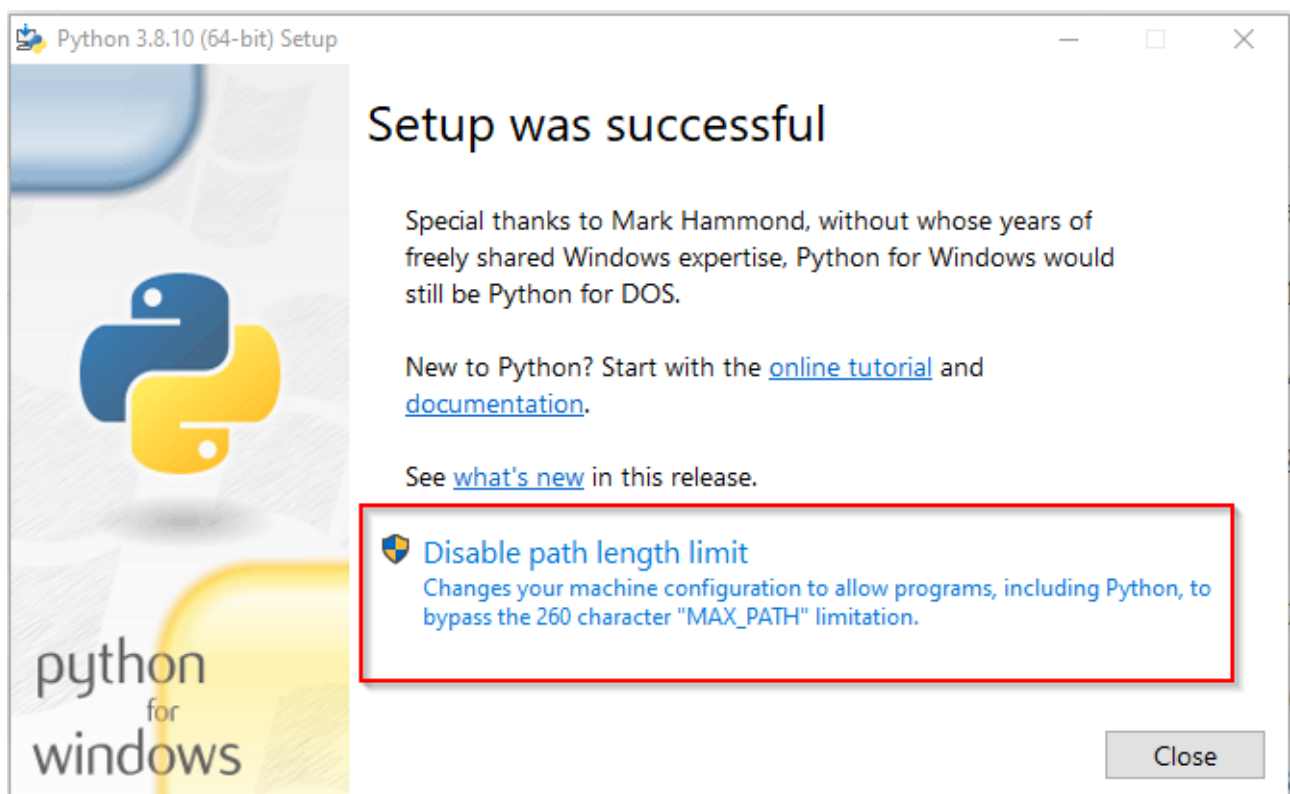 Python 3.8.10 (64-bit) Setup
Setup was successful
Special thanks to Mark Hammond, without whose years of
freely shared Windows expertise, Python for Windows would
still be Python for DOS.
New to Python? Start with the online tutorial and
documentation.
See what's new in this release.
Disable path length limit
Changes your machine configuration to allow programs, including Python, to
bypass the 260 character "MAX_PATH" limitation.
python
for
windows
Close